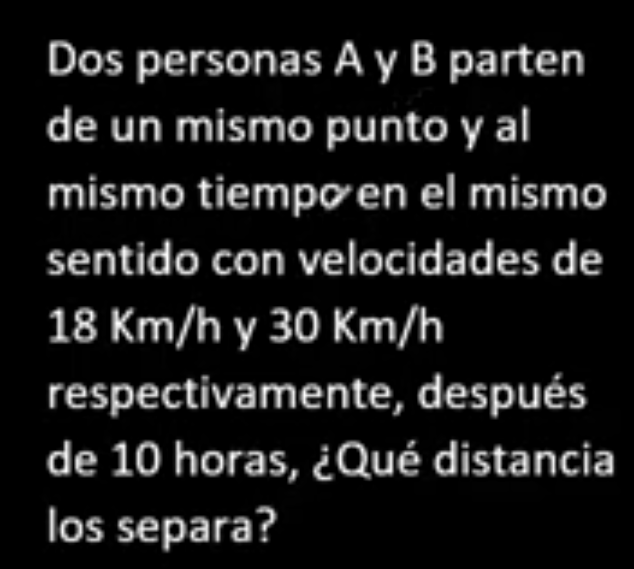 Dos personas A y B parten
de un mismo punto y al
mismo tiempo en el mismo
sentido con velocidades de
18 Km/h y 30 Km/h
respectivamente, después
de 10 horas, ¿Qué distancia
los separa?